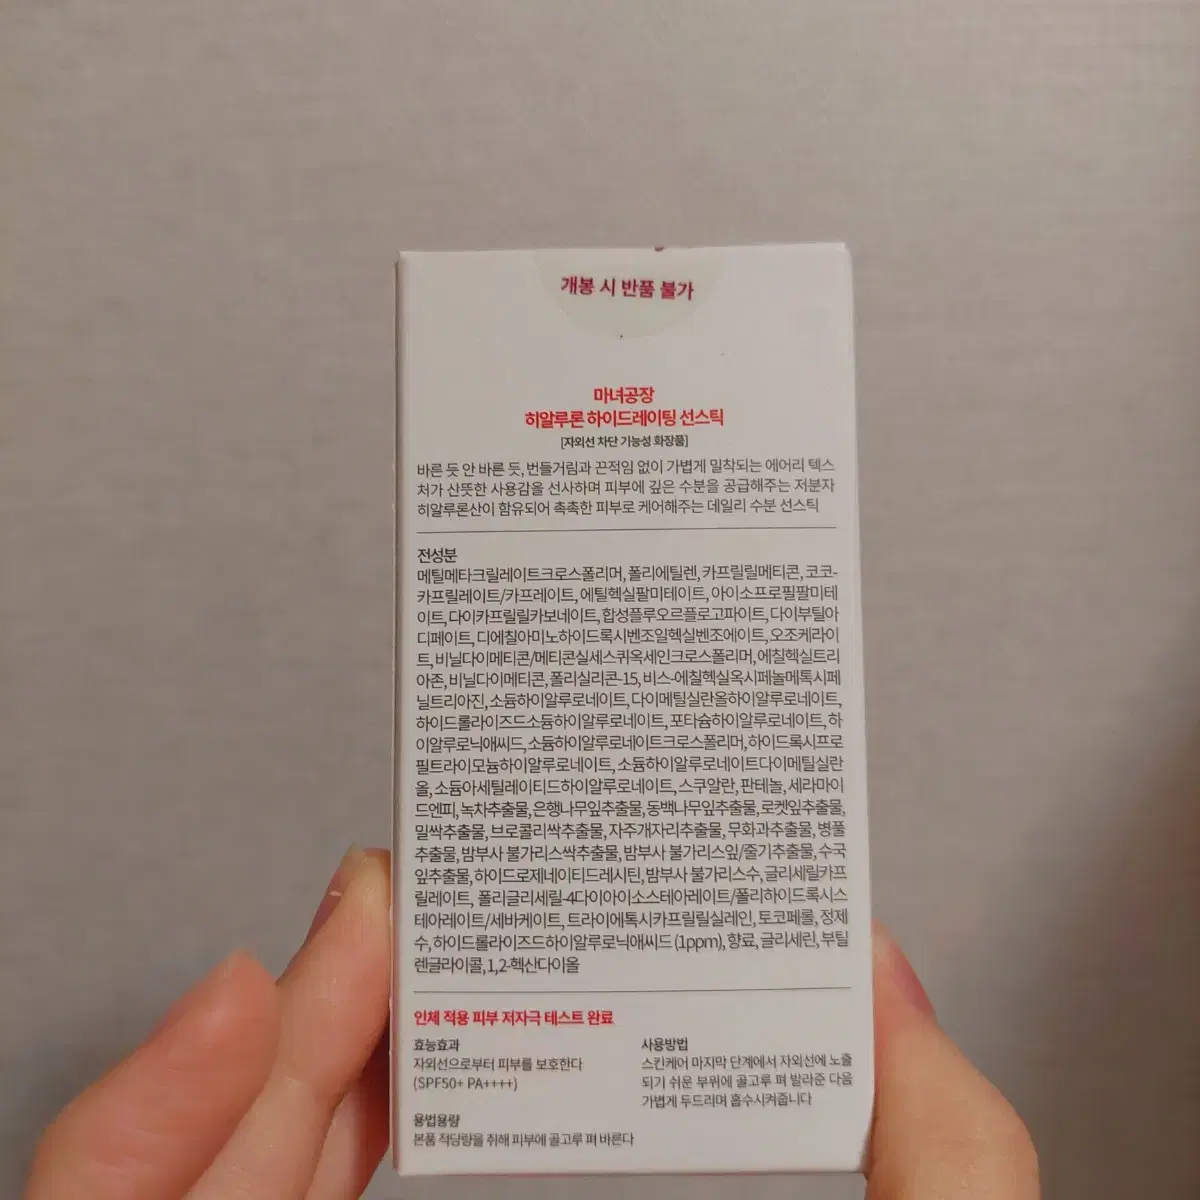 개봉 시 반품 불가
마녀공장
히알루론 하이드레이팅 선스틱
[자외선 차단 기능성 화장품]
바른 듯 안 바른 듯, 번들거림과 끈적임 없이 가볍게 밀착되는 에어리 텍스
처가 산뜻한 사용감을 선사하며 피부에 깊은 수분을 공급해주는 저분자
히알루론산이 함유되어 촉촉한 피부로 케어해주는 데일리 수분 선스틱
전성분
메틸메타크릴레이트크로스폴리머, 폴리에틸렌, 카프릴릴메티콘, 코코-
카프릴레이트/카프레이트, 에틸헥실팔미테이트, 아이소프로필팔미테
이트, 다이카프릴릴카보네이트, 합성플루오르플로고파이트, 다이부틸아
디페이트, 디에칠아미노하이드록시벤조일헥실벤조에이트, 오조케라이
트, 비닐다이메티콘/메티콘실세스퀴옥세인크로스폴리머, 에칠헥실트리
아존, 비닐다이메티콘, 폴리실리콘-15, 비스-에칠헥실옥시페놀메톡시페
닐트리아진, 소듐하이알루로네이트, 다이메틸실란올하이알루로네이트,
하이드롤라이즈드소듐하이알루로네이트, 포타슘하이알루로네이트, 하
이알루로닉애씨드, 소듐하이알루로네이트크로스폴리머, 하이드록시프로
필트라이모늄하이알루로네이트, 소듐하이알루로네이트다이메틸실란
올, 소듐아세틸레이티드하이알루로네이트, 스쿠알란, 판테놀, 세라마이
드엔피, 녹차추출물, 은행나무잎추출물, 동백나무잎추출물, 로켓잎추출물,
밀싹추출물, 브로콜리싹추출물, 자주개자리추출물, 무화과추출물, 병풀
추출물, 밤부사 불가리스싹추출물, 밤부사 불가리스잎/줄기추출물, 수국
잎추출물, 하이드로제네이티드레시틴, 밤부사 불가리스수, 글리세릴카프
릴레이트, 폴리글리세릴-4다이아이소스테아레이트/폴리하이드록시스
테아레이트/세바케이트, 트라이에톡시카프릴릴실레인, 토코페롤, 정제
수, 하이드롤라이즈드하이알루로닉애씨드 (1ppm), 향료, 글리세린, 부틸
렌글라이콜, 1,2-헥산다이올
인체 적용 피부 저자극 테스트 완료
효능효과
자외선으로부터 피부를 보호한다
(SPF50+ PA++++)
용법용량
본품 적당량을 취해 피부에 골고루 펴 바른다
사용방법
스킨케어 마지막 단계에서 자외선에 노출
되기 쉬운 부위에 골고루 펴 발라준 다음
가볍게 두드리며 흡수시켜줍니다